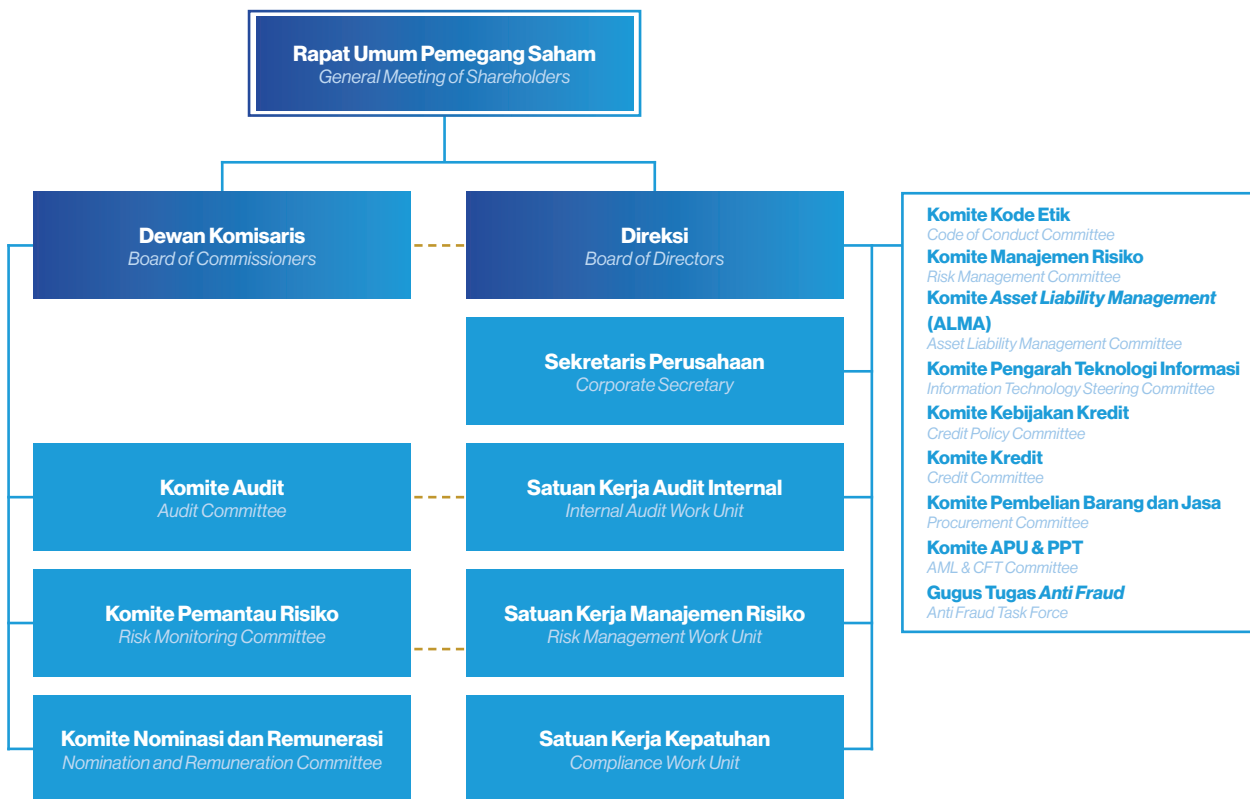 Rapat Umum Pemegang Saham
General Meeting of Shareholders
Dewan Komisaris
Board of Commissioners
Direksi
Board of Directors
Sekretaris Perusahaan
Corporate Secretary
Komite Audit
Audit Committee
Satuan Kerja Audit Internal
Internal Audit Work Unit
Komite Pemantau Risiko
Risk Monitoring Committee
Satuan Kerja Manajemen Risiko
Risk Management Work Unit
Komite Nominasi dan Remunerasi
Nomination and Remuneration Committee
Satuan Kerja Kepatuhan
Compliance Work Unit
Komite Kode Etik
Code of Conduct Committee
Komite Manajemen Risiko
Risk Management Committee
Komite Asset Liability Management
(ALMA)
Asset Liability Management Committee
Komite Pengarah Teknologi Informasi
Information Technology Steering Committee
Komite Kebijakan Kredit
Credit Policy Committee
Komite Kredit
Credit Committee
Komite Pembelian Barang dan Jasa
Procurement Committee
Komite APU & PPT
AML & CFT Committee
Gugus Tugas Anti Fraud
Anti Fraud Task Force